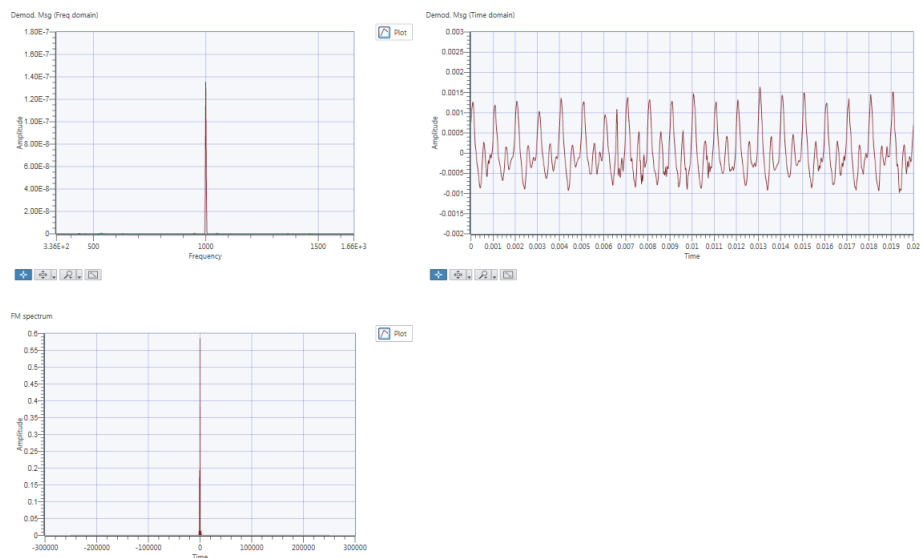 Demod. Msg (Freq domain)
Plot
1.80E-7
1.60E-7
1.40E-7
1.20E-7
1.00E-7
8.00E-8
6.00E-8
4.00E-8
2.00E-8
0
Amplitude
3.36E+2 500 1000 1500 1.66E+3
Frequency
Demod. Msg (Time domain)
0.003
0.0025
0.002
0.0015
0.001
0.0005
0
-0.0005
-0.001
-0.0015
-0.002
Amplitude
0 0.001 0.002 0.003 0.004 0.005 0.006 0.007 0.008 0.009 0.01 0.011 0.012 0.013 0.014 0.015 0.016 0.017 0.018 0.019 0.02
Time
FM spectrum
Plot
0.6
0.55
0.5
0.45
0.4
0.35
0.3
0.25
0.2
0.15
0.1
0.05
0
Amplitude
-300000 -200000 -100000 0 100000 200000 300000
Time